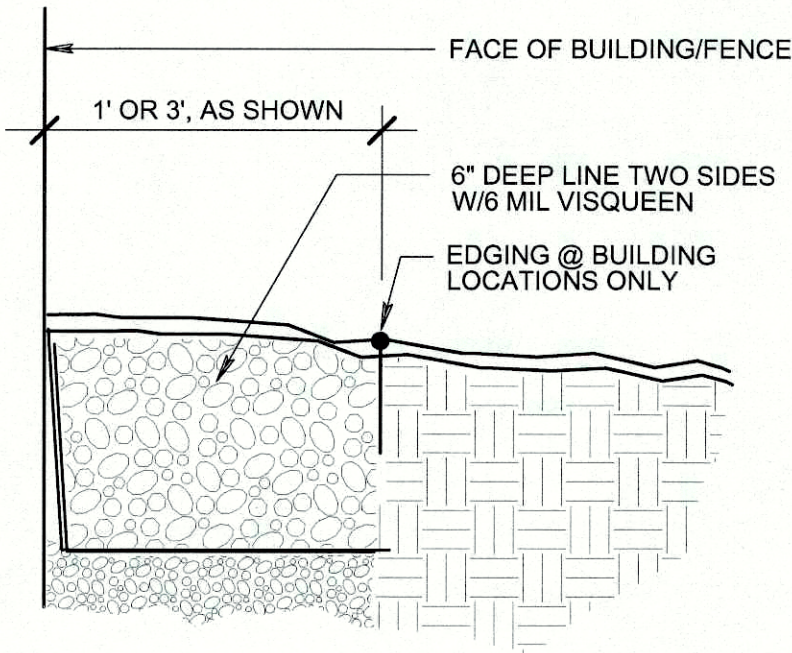 FACE OF BUILDING/FENCE
1' OR 3', AS SHOWN
6" DEEP LINE TWO SIDES
W/6 MIL VISQUEEN
EDGING @ BUILDING
LOCATIONS ONLY